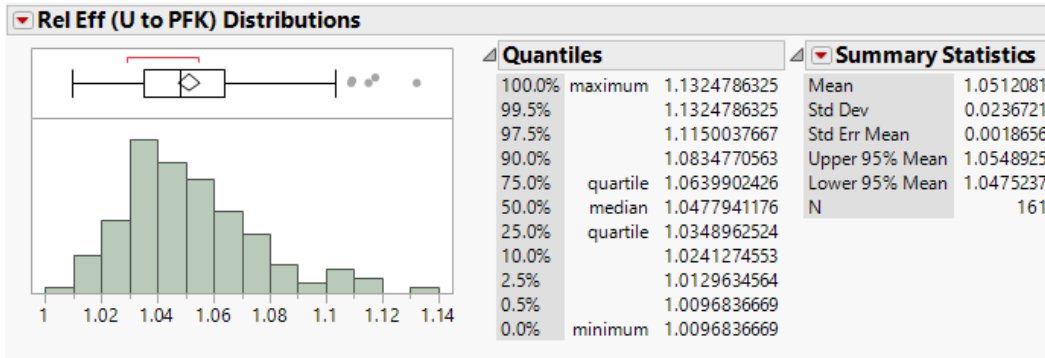 Rel Eff (U to PFK) Distributions
1 1.02 1.04 1.06 1.08 1.1 1.12 1.14
Quantiles
100.0% maximum 1.1324786325
99.5% 1.1324786325
97.5% 1.1150037667
90.0% 1.0834770563
75.0% quartile 1.0639902426
50.0% median 1.0477941176
25.0% quartile 1.0348962524
10.0% 1.0241274553
2.5% 1.0129634564
0.5% 1.0096836669
0.0% minimum 1.0096836669
Summary Statistics
Mean 1.0512081
Std Dev 0.0236721
Std Err Mean 0.0018656
Upper 95% Mean 1.0548925
Lower 95% Mean 1.0475237
N 161